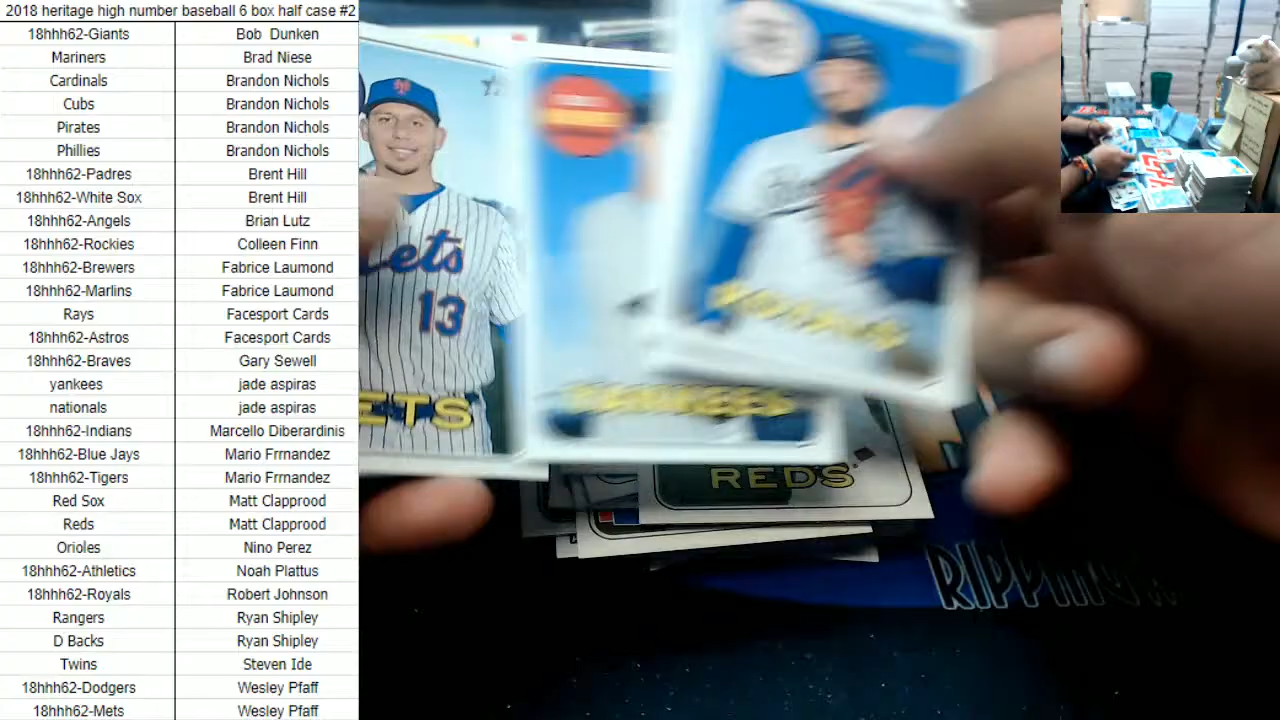 2018 heritage high number baseball 6 box half case #2
18hhh62-Giants Bob Dunken
Mariners Brad Niese
Cardinals Brandon Nichols
Cubs Brandon Nichols
Pirates Brandon Nichols
Phillies Brandon Nichols
18hhh62-Padres Brent Hill
18hhh62-White Sox Brent Hill
18hhh62-Angels Brian Lutz
18hhh62-Rockies Colleen Finn
18hhh62-Brewers Fabrice Laumond
18hhh62-Marlins Fabrice Laumond
Rays Facesport Cards
18hhh62-Astros Facesport Cards
18hhh62-Braves Gary Sewell
yankees jade aspiras
nationals jade aspiras
18hhh62-Indians Marcello Diberardinis
18hhh62-Blue Jays Mario Frrnandez
18hhh62-Tigers Mario Frrnandez
Red Sox Matt Clapprood
Reds Matt Clapprood
Orioles Nino Perez
18hhh62-Athletics Noah Plattus
18hhh62-Royals Robert Johnson
Rangers Ryan Shipley
D Backs Ryan Shipley
Twins Steven Ide
18hhh62-Dodgers Wesley Pfaff
18hhh62-Mets Wesley Pfaff
ets
13
ETS
YANKEES
ROYALS
REDS